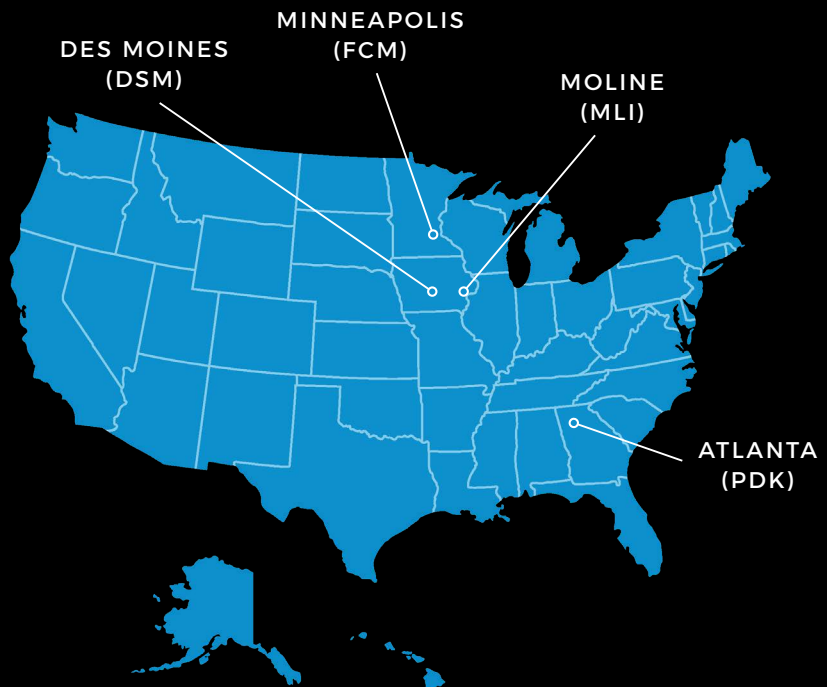 MINNEAPOLIS
(FCM)
DES MOINES
(DSM)
MOLINE
(MLI)
ATLANTA
(PDK)